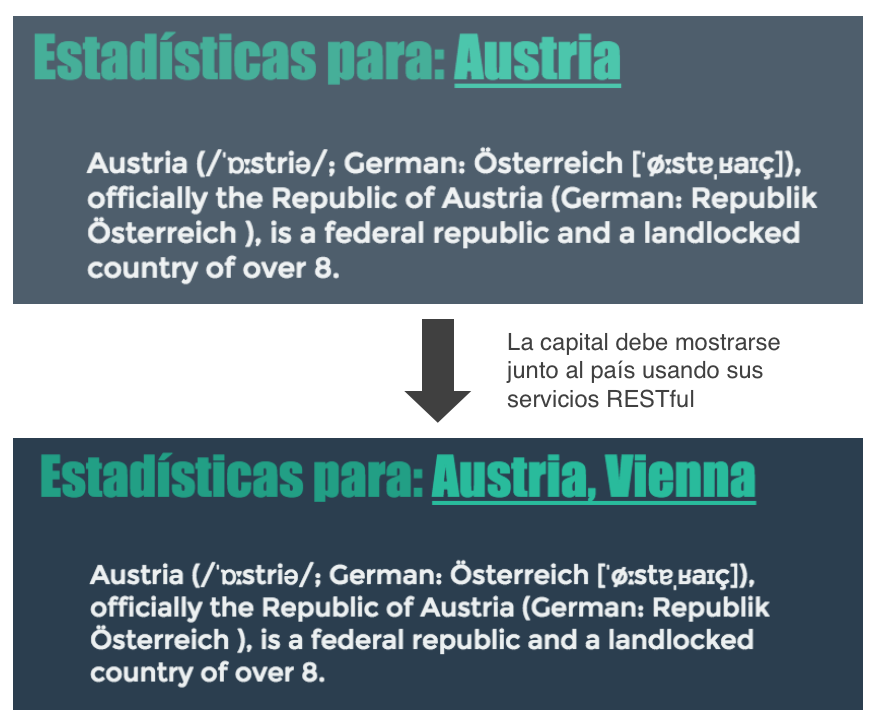 Estadísticas para: Austria
Austria (/ˈɒːstriə/; German: Österreich [ˈøːstɐˌʁaɪç]),
officially the Republic of Austria (German: Republik
Österreich ), is a federal republic and a landlocked
country of over 8.
La capital debe mostrarse
junto al país usando sus
servicios RESTful
Estadísticas para: Austria, Vienna
Austria (/ˈɒːstriə/; German: Österreich [ˈøːstɐˌʁaɪç]),
officially the Republic of Austria (German: Republik
Österreich ), is a federal republic and a landlocked
country of over 8.